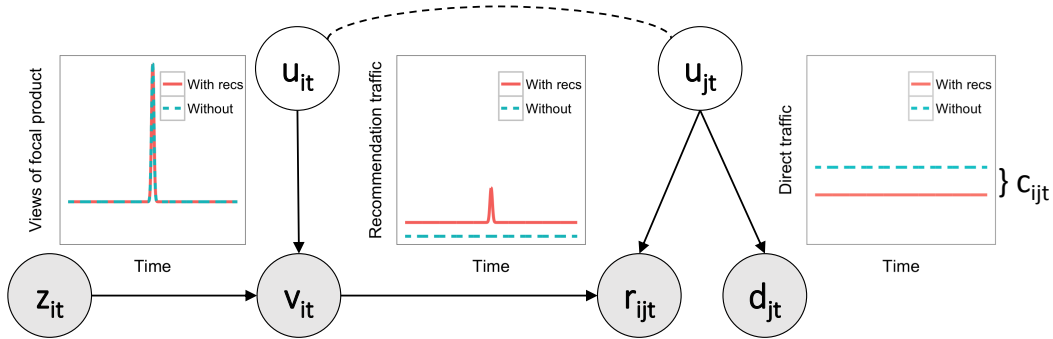 u_it
u_jt
Views of focal product
With recs
Without
Time
Recommendation traffic
With recs
Without
Time
Direct traffic
With recs
Without
Time
} c_ijt
z_it
v_it
r_ijt
d_jt